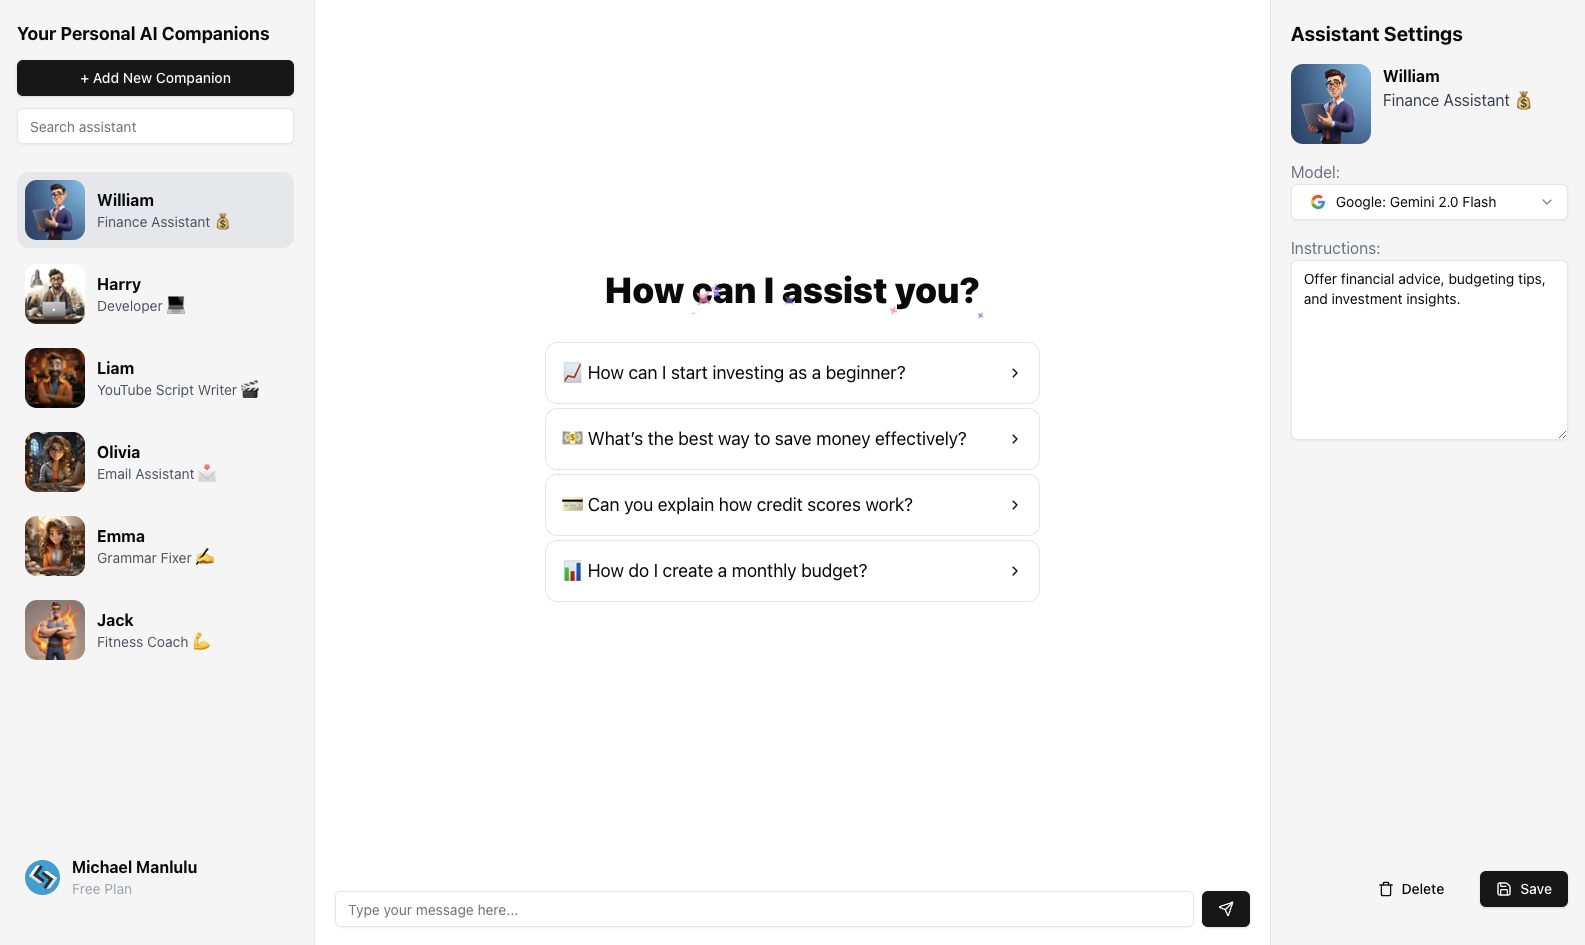 Your Personal AI Companions
+ Add New Companion
Search assistant
William
Finance Assistant 💰
Harry
Developer 💻
Liam
YouTube Script Writer 🎬
Olivia
Email Assistant 📩
Emma
Grammar Fixer ✍️
Jack
Fitness Coach 💪
Michael Manlulu
Free Plan
How can I assist you?
📈 How can I start investing as a beginner?
💵 What’s the best way to save money effectively?
💳 Can you explain how credit scores work?
📊 How do I create a monthly budget?
Type your message here...
Assistant Settings
William
Finance Assistant 💰
Model:
Google: Gemini 2.0 Flash
Instructions:
Offer financial advice, budgeting tips,
and investment insights.
Delete
Save